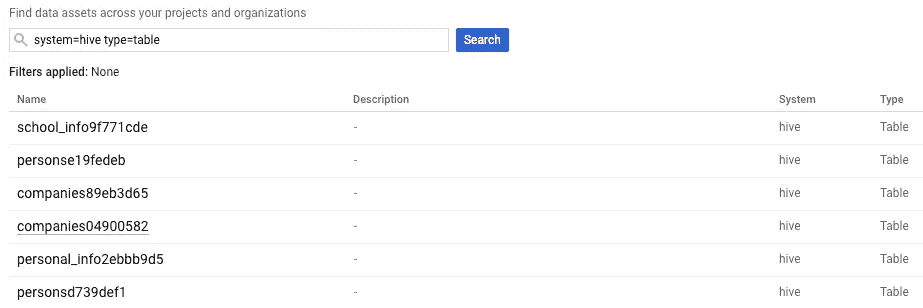 Find data assets across your projects and organizations
system=hive type=table Search
Filters applied: None
Name Description System Type
school_info9f771cde - hive Table
personse19fedeb - hive Table
companies89eb3d65 - hive Table
companies04900582 - hive Table
personal_info2ebbb9d5 - hive Table
personsd739def1 - hive Table